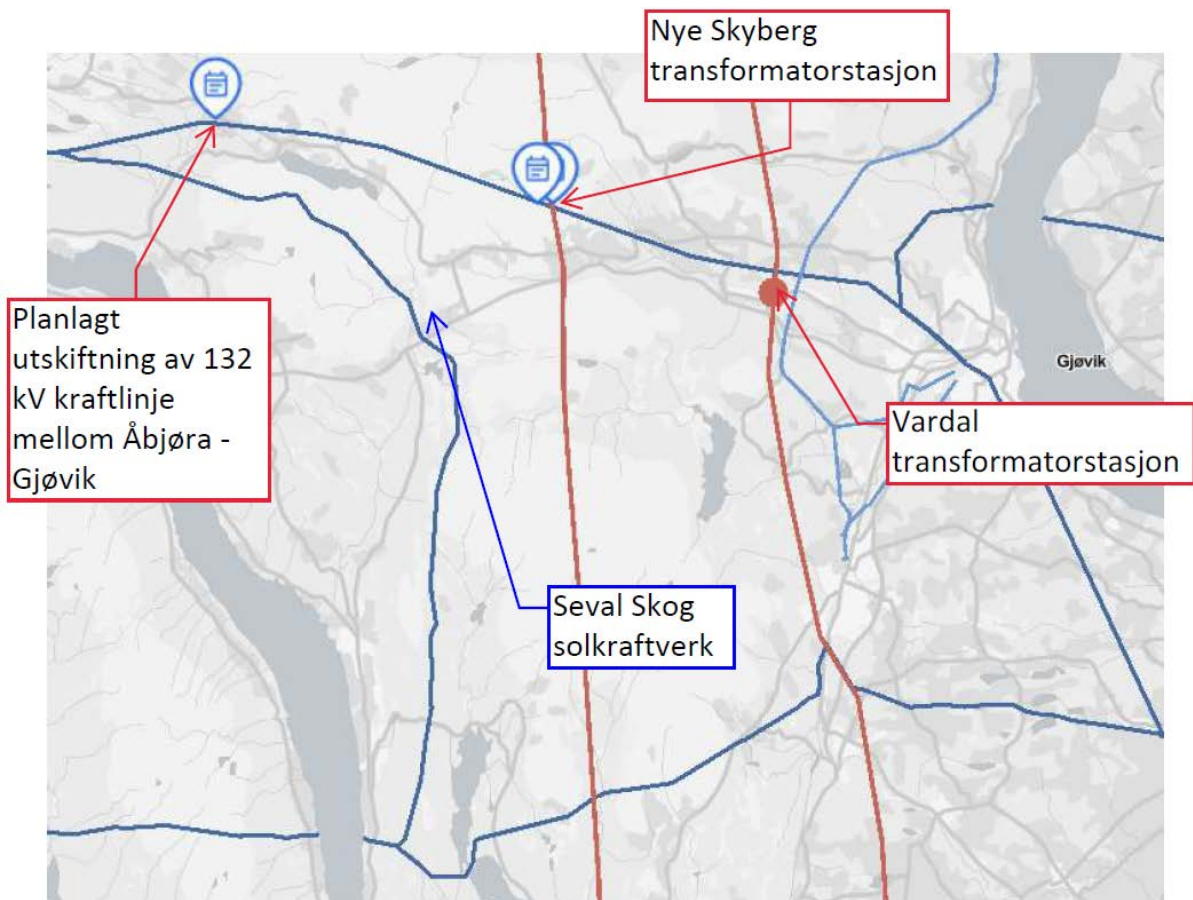 Nye Skyberg
transformatorstasjon
Planlagt
utskiftning av 132
kV kraftlinje
mellom Åbjøra -
Gjøvik
Gjøvik
Vardal
transformatorstasjon
Seval Skog
solkraftverk